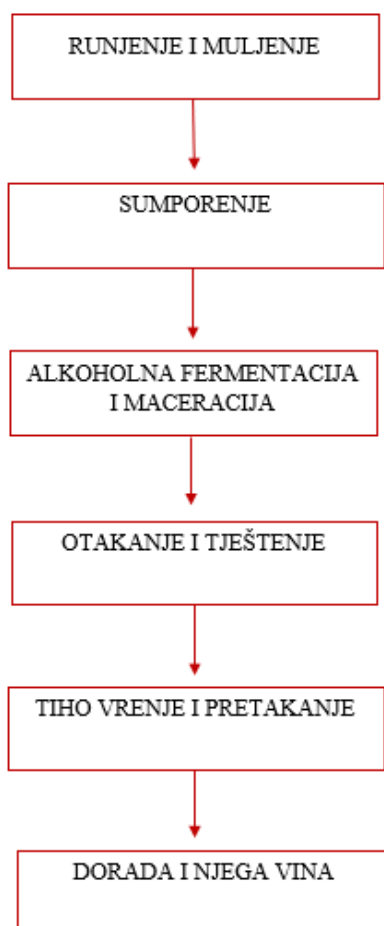 RUNJENJE I MULJENJE
SUMPORENJE
ALKOHOLNA FERMENTACIJA
I MACERACIJA
OTAKANJE I TJEŠTENJE
TIHO VRENJE I PRETAKANJE
DORADA I NJEGA VINA